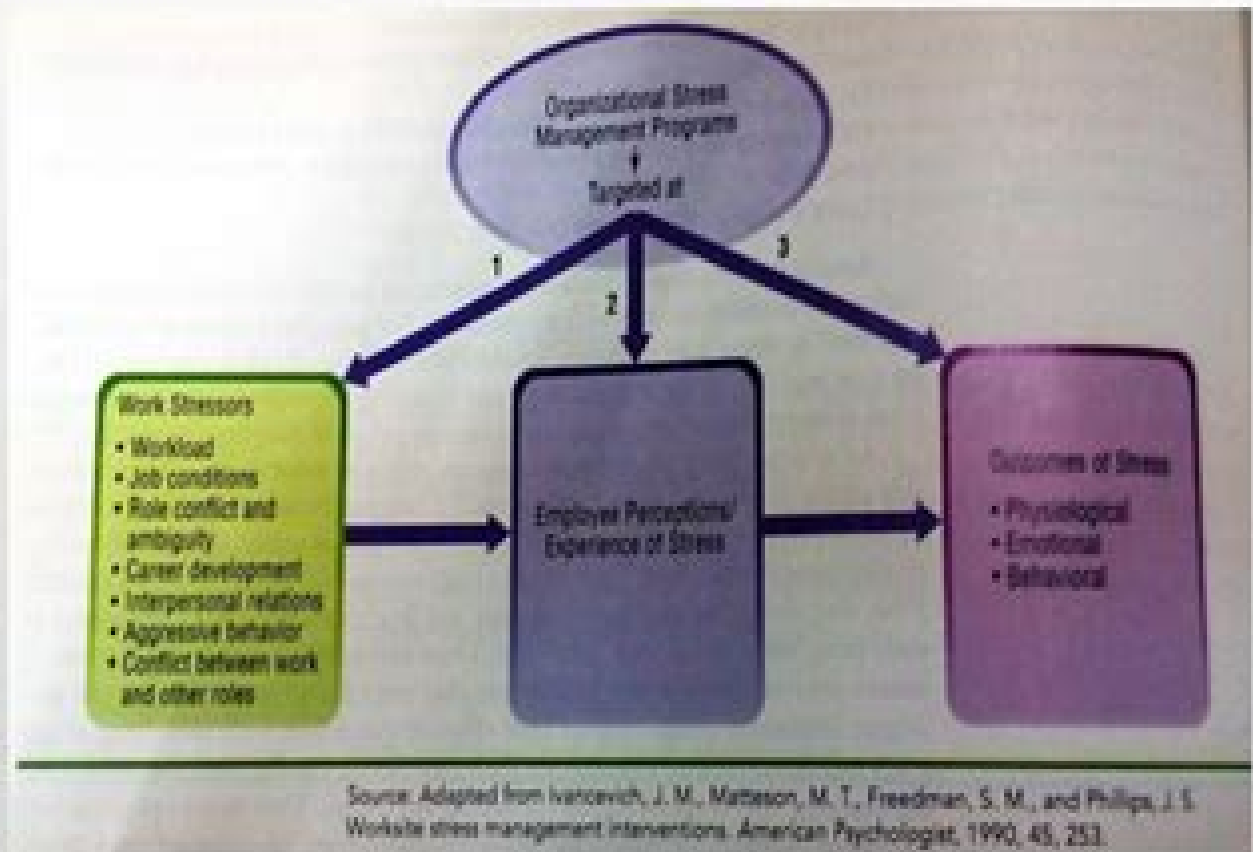 Organizational Stress
Management Programs
Targeted at
1
2
3
Work Stressors
• Workload
• Job conditions
• Role conflict and
ambiguity
• Career development
• Interpersonal relations
• Aggressive behavior
• Conflict between work
and other roles
Employee Perceptions/
Experience of Stress
Outcomes of Stress
• Physiological
• Emotional
• Behavioral
Source: Adapted from Ivancevich, J. M., Matteson, M. T., Freedman, S. M., and Phillips, J. S.
Worksite stress management interventions. American Psychologist, 1990, 45, 253.